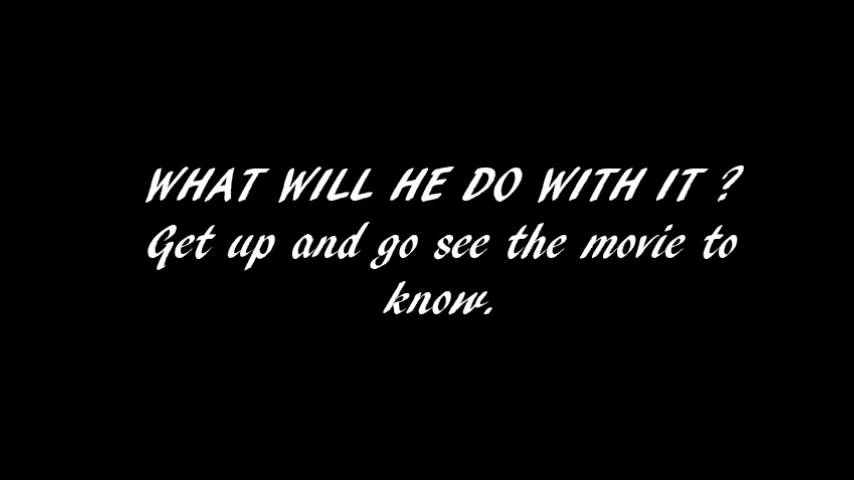 WHAT WILL HE DO WITH IT ?
Get up and go see the movie to
know.